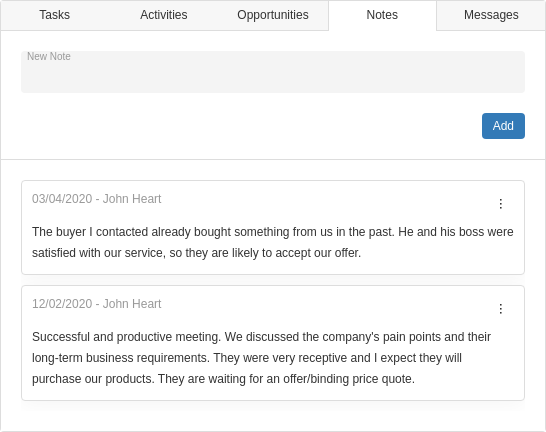 Tasks Activities Opportunities Notes Messages
New Note
Add
03/04/2020 - John Heart
The buyer I contacted already bought something from us in the past. He and his boss were
satisfied with our service, so they are likely to accept our offer.
12/02/2020 - John Heart
Successful and productive meeting. We discussed the company's pain points and their
long-term business requirements. They were very receptive and I expect they will
purchase our products. They are waiting for an offer/binding price quote.